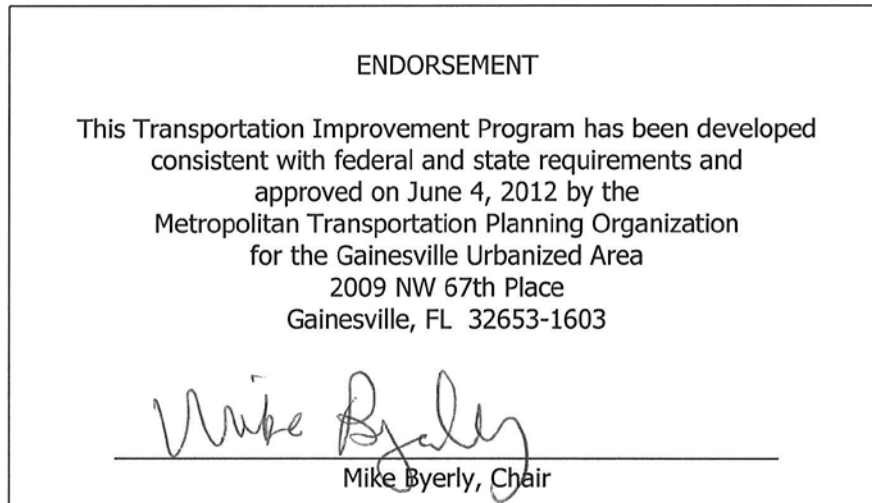 ENDORSEMENT
This Transportation Improvement Program has been developed
consistent with federal and state requirements and
approved on June 4, 2012 by the
Metropolitan Transportation Planning Organization
for the Gainesville Urbanized Area
2009 NW 67th Place
Gainesville, FL 32653-1603
Mike Byerly
Mike Byerly, Chair